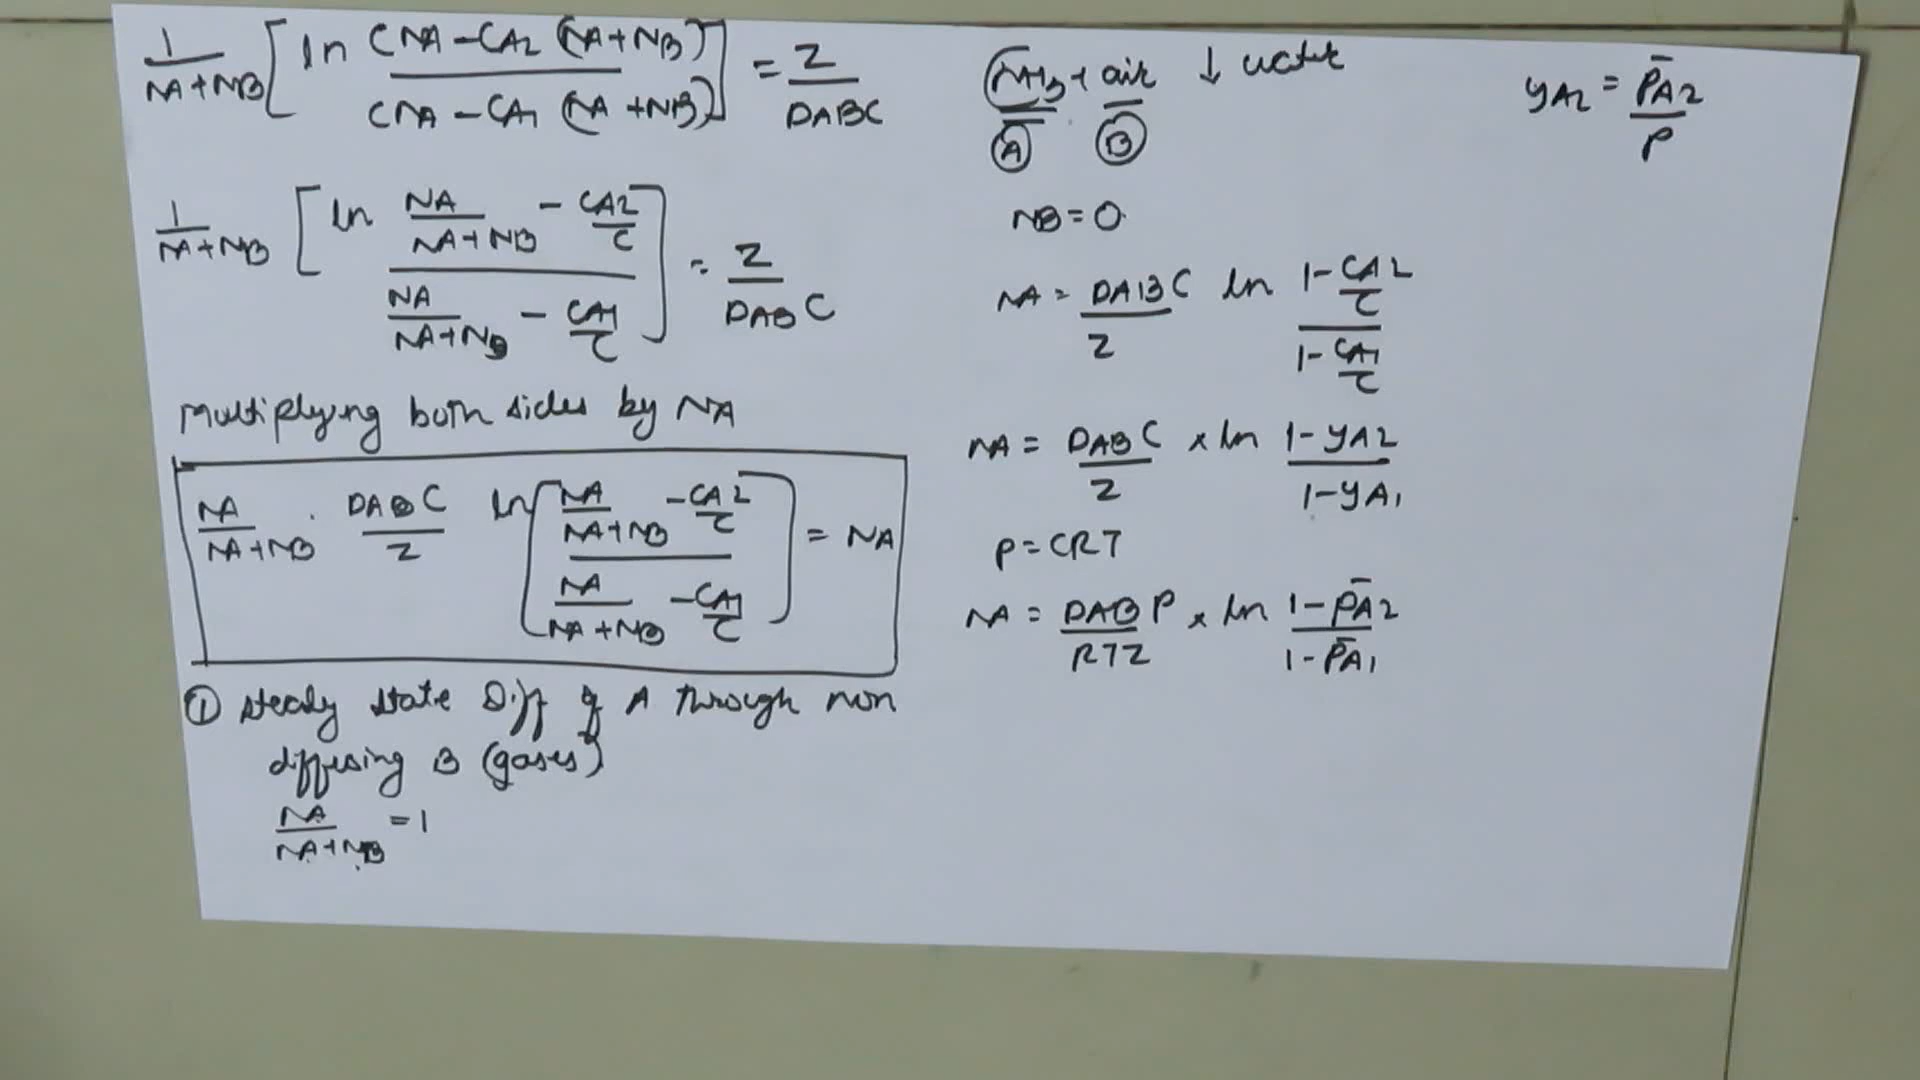 1/(NA+NB) [ln (CNA - CA2 (NA+NB))/(CNA - CA1 (NA+NB))] = Z/(DABC)
1/(NA+NB) [ln (NA/(NA+NB) - CA2/C)/(NA/(NA+NB) - CA1/C)] = Z/(DABC)
Multiplying both sides by NA
NA/(NA+NB) · DABC/Z ln [(NA/(NA+NB) - CA2/C)/(NA/(NA+NB) - CA1/C)] = NA
① Steady State Diff of A through non
diffusing B (gases)
NA/(NA+NB) = 1
NH3 + air ↓ water
A B
NB = 0
NA = DABC/Z ln (1 - CA2/C)/(1 - CA1/C)
NA = DABC/Z × ln (1 - yA2)/(1 - yA1)
P = CRT
NA = DABP/RTZ × ln (1 - p̄A2)/(1 - p̄A1)
yA2 = p̄A2/P